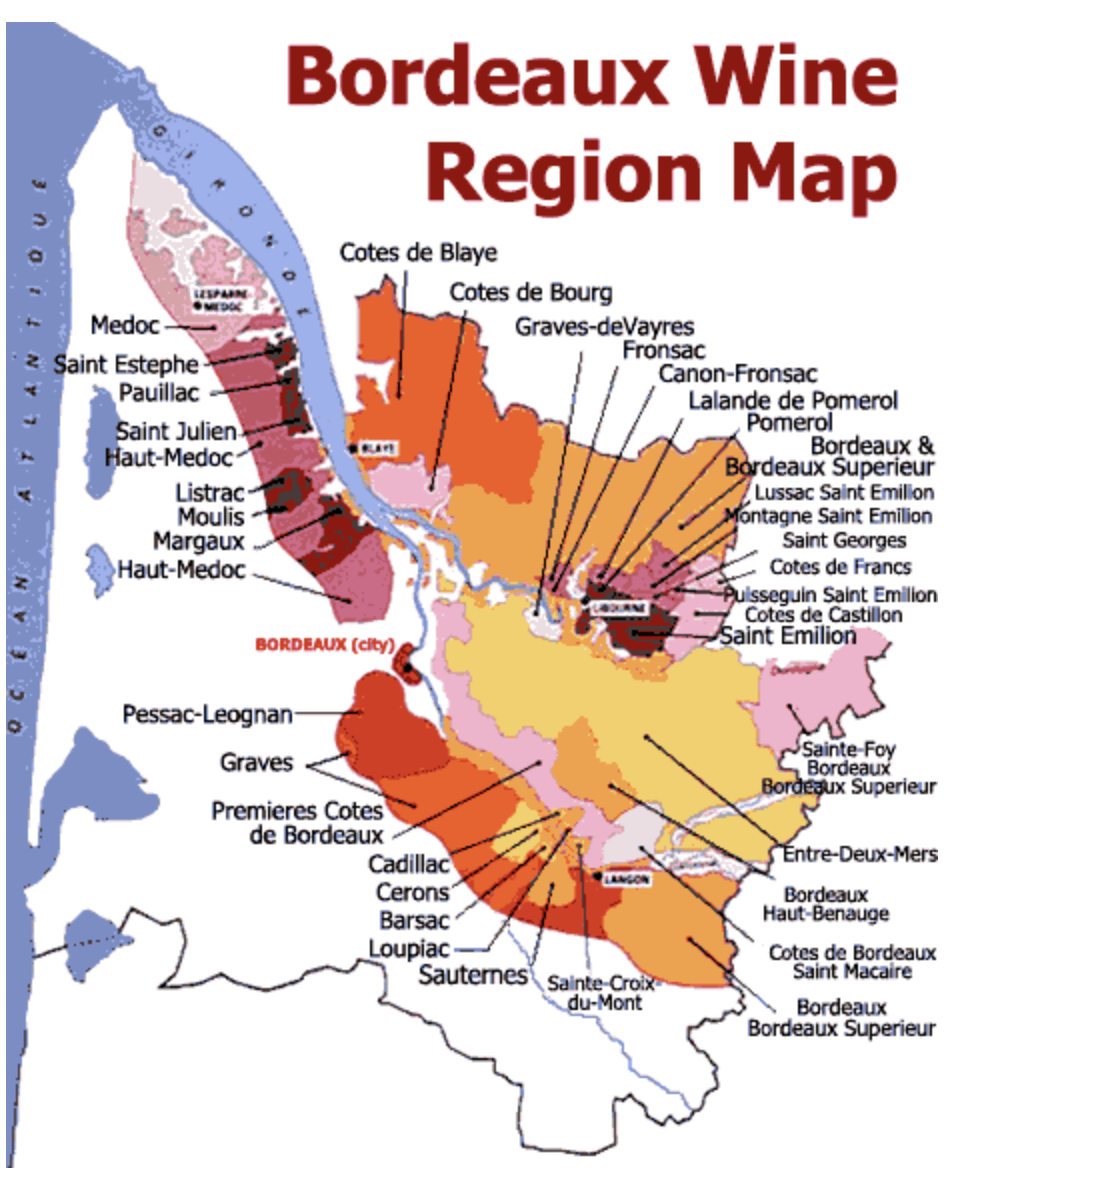 Bordeaux Wine
Region Map
GIRONDE
OCÉAN ATLANTIQUE
Cotes de Blaye
Cotes de Bourg
Graves-deVayres
Fronsac
Canon-Fronsac
Lalande de Pomerol
Pomerol
Bordeaux &
Bordeaux Superieur
Lussac Saint Emilion
Montagne Saint Emilion
Saint Georges
Cotes de Francs
Puisseguin Saint Emilion
Cotes de Castillon
Saint Emilion
LESPARRE-
MEDOC
Medoc
Saint Estephe
Pauillac
Saint Julien
Haut-Medoc
Listrac
Moulis
Margaux
Haut-Medoc
BLAYE
LIBOURNE
BORDEAUX (city)
Pessac-Leognan
Graves
Premieres Cotes
de Bordeaux
Cadillac
Cerons
Barsac
Loupiac
Sauternes
Sainte-Croix-
du-Mont
LANGON
Sainte-Foy
Bordeaux
Bordeaux Superieur
Entre-Deux-Mers
Bordeaux
Haut-Benauge
Cotes de Bordeaux
Saint Macaire
Bordeaux
Bordeaux Superieur